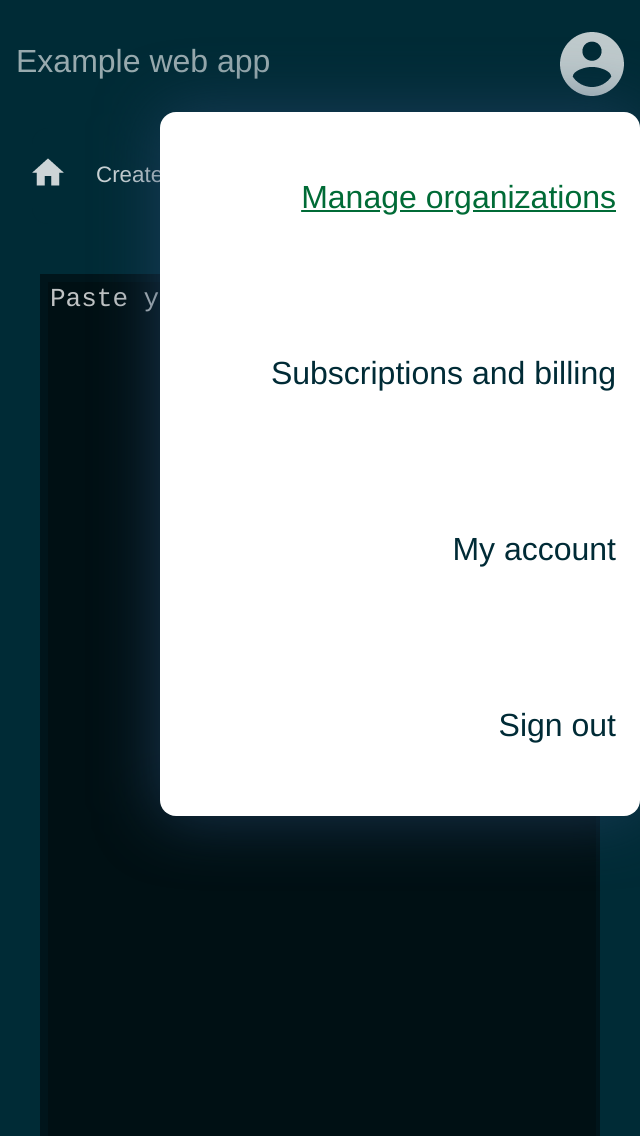 Example web app
Create
Manage organizations
Paste y
Subscriptions and billing
My account
Sign out